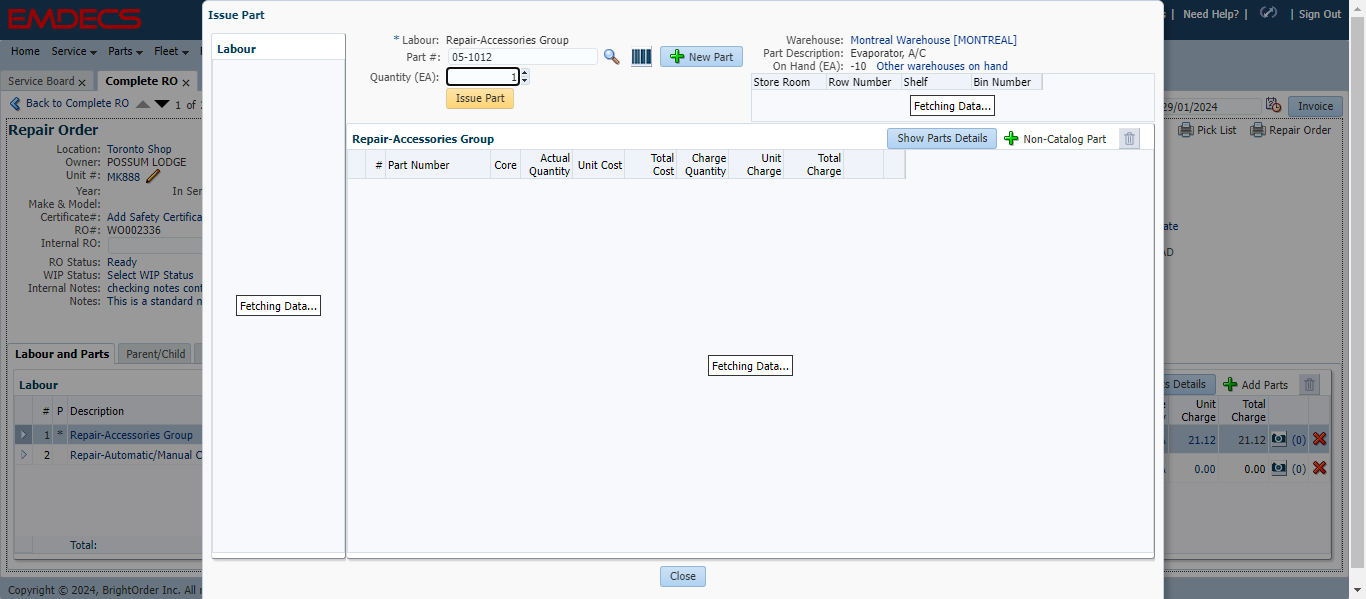 EMDECS
| Need Help? | | Sign Out
Home Service Parts Fleet
Service Board x Complete RO x
Back to Complete RO 1 of
29/01/2024 Invoice
Repair Order
Pick List Repair Order
Location: Toronto Shop
Owner: POSSUM LODGE
Unit #: MK888
Year: In Ser
Make & Model:
Certificate#: Add Safety Certifica
RO#: WO002336
Internal RO:
RO Status: Ready
WIP Status: Select WIP Status
Internal Notes: checking notes cont
Notes: This is a standard n
Labour and Parts Parent/Child
Labour
# P Description
1 * Repair-Accessories Group
2 Repair-Automatic/Manual C
Total:
Copyright © 2024, BrightOrder Inc. All r
Issue Part
Labour
Fetching Data...
* Labour: Repair-Accessories Group
Part #: 05-1012
New Part
Quantity (EA): 1
Issue Part
Warehouse: Montreal Warehouse [MONTREAL]
Part Description: Evaporator, A/C
On Hand (EA): -10 Other warehouses on hand
Store Room Row Number Shelf Bin Number
Fetching Data...
Repair-Accessories Group
Show Parts Details Non-Catalog Part
# Part Number Core Actual Quantity Unit Cost Total Cost Charge Quantity Unit Charge Total Charge
Fetching Data...
Close
ate
AD
s Details Add Parts
Unit Charge Total Charge
21.12 21.12 (0)
0.00 0.00 (0)